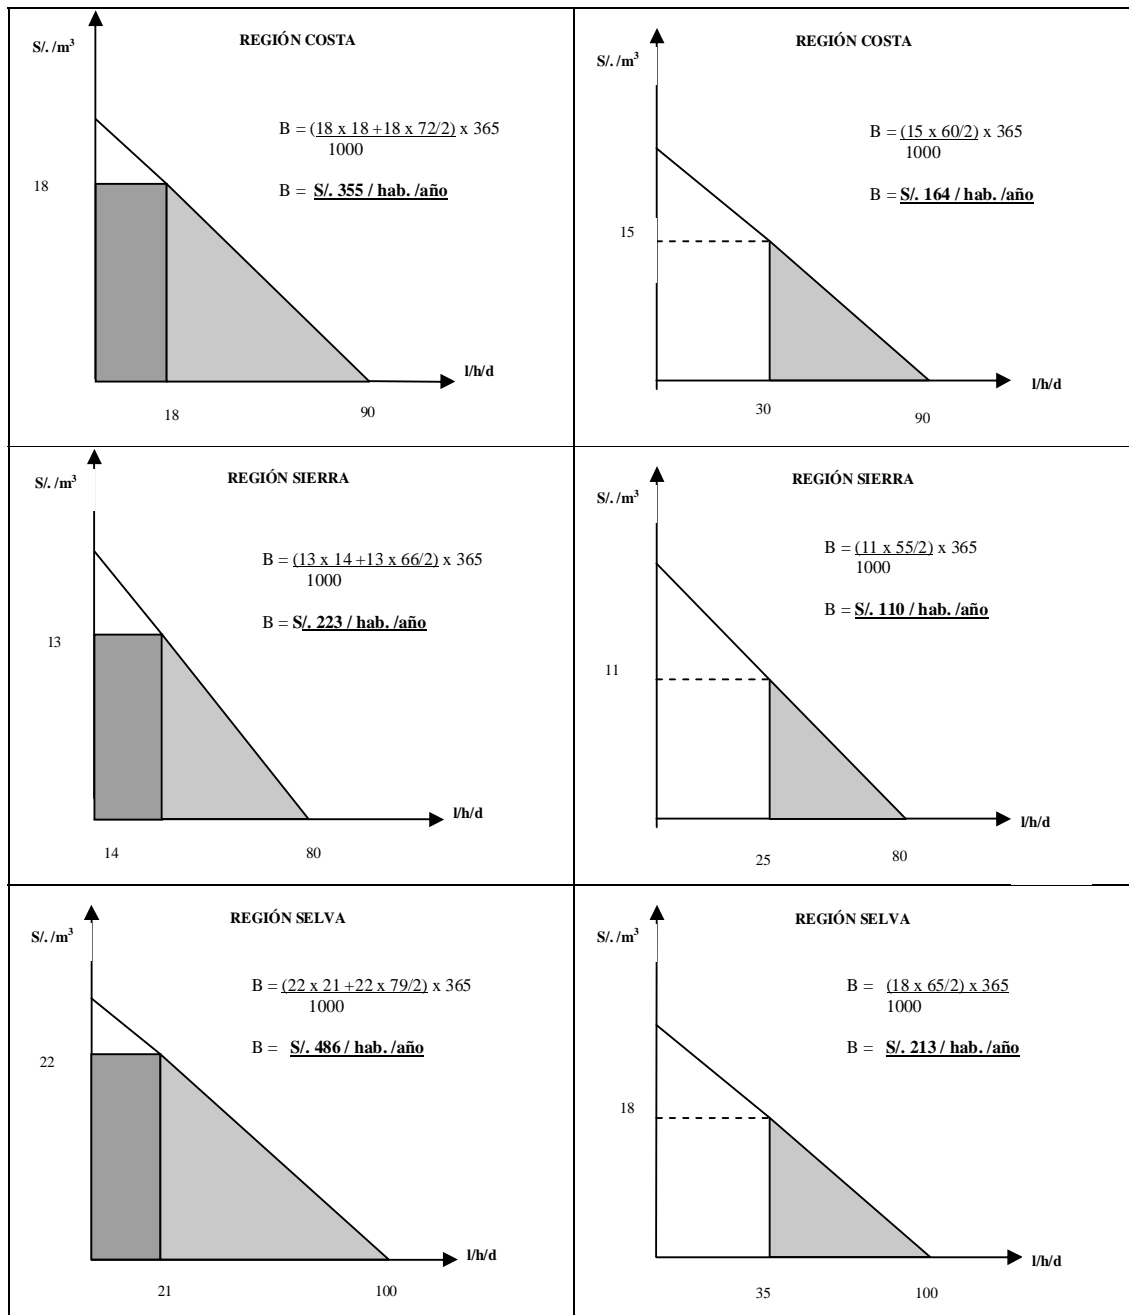 REGIÓN COSTA
S/. /m³
B = (18 x 18 +18 x 72/2) x 365
1000
B = S/. 355 / hab. /año
18
l/h/d
18
90
REGIÓN COSTA
S/. /m³
B = (15 x 60/2) x 365
1000
B = S/. 164 / hab. /año
15
l/h/d
30
90
REGIÓN SIERRA
S/. /m³
B = (13 x 14 +13 x 66/2) x 365
1000
B = S/. 223 / hab. /año
13
l/h/d
14
80
REGIÓN SIERRA
S/. /m³
B = (11 x 55/2) x 365
1000
B = S/. 110 / hab. /año
11
l/h/d
25
80
REGIÓN SELVA
S/. /m³
B = (22 x 21 +22 x 79/2) x 365
1000
B = S/. 486 / hab. /año
22
l/h/d
21
100
REGIÓN SELVA
S/. /m³
B = (18 x 65/2) x 365
1000
B = S/. 213 / hab. /año
18
l/h/d
35
100